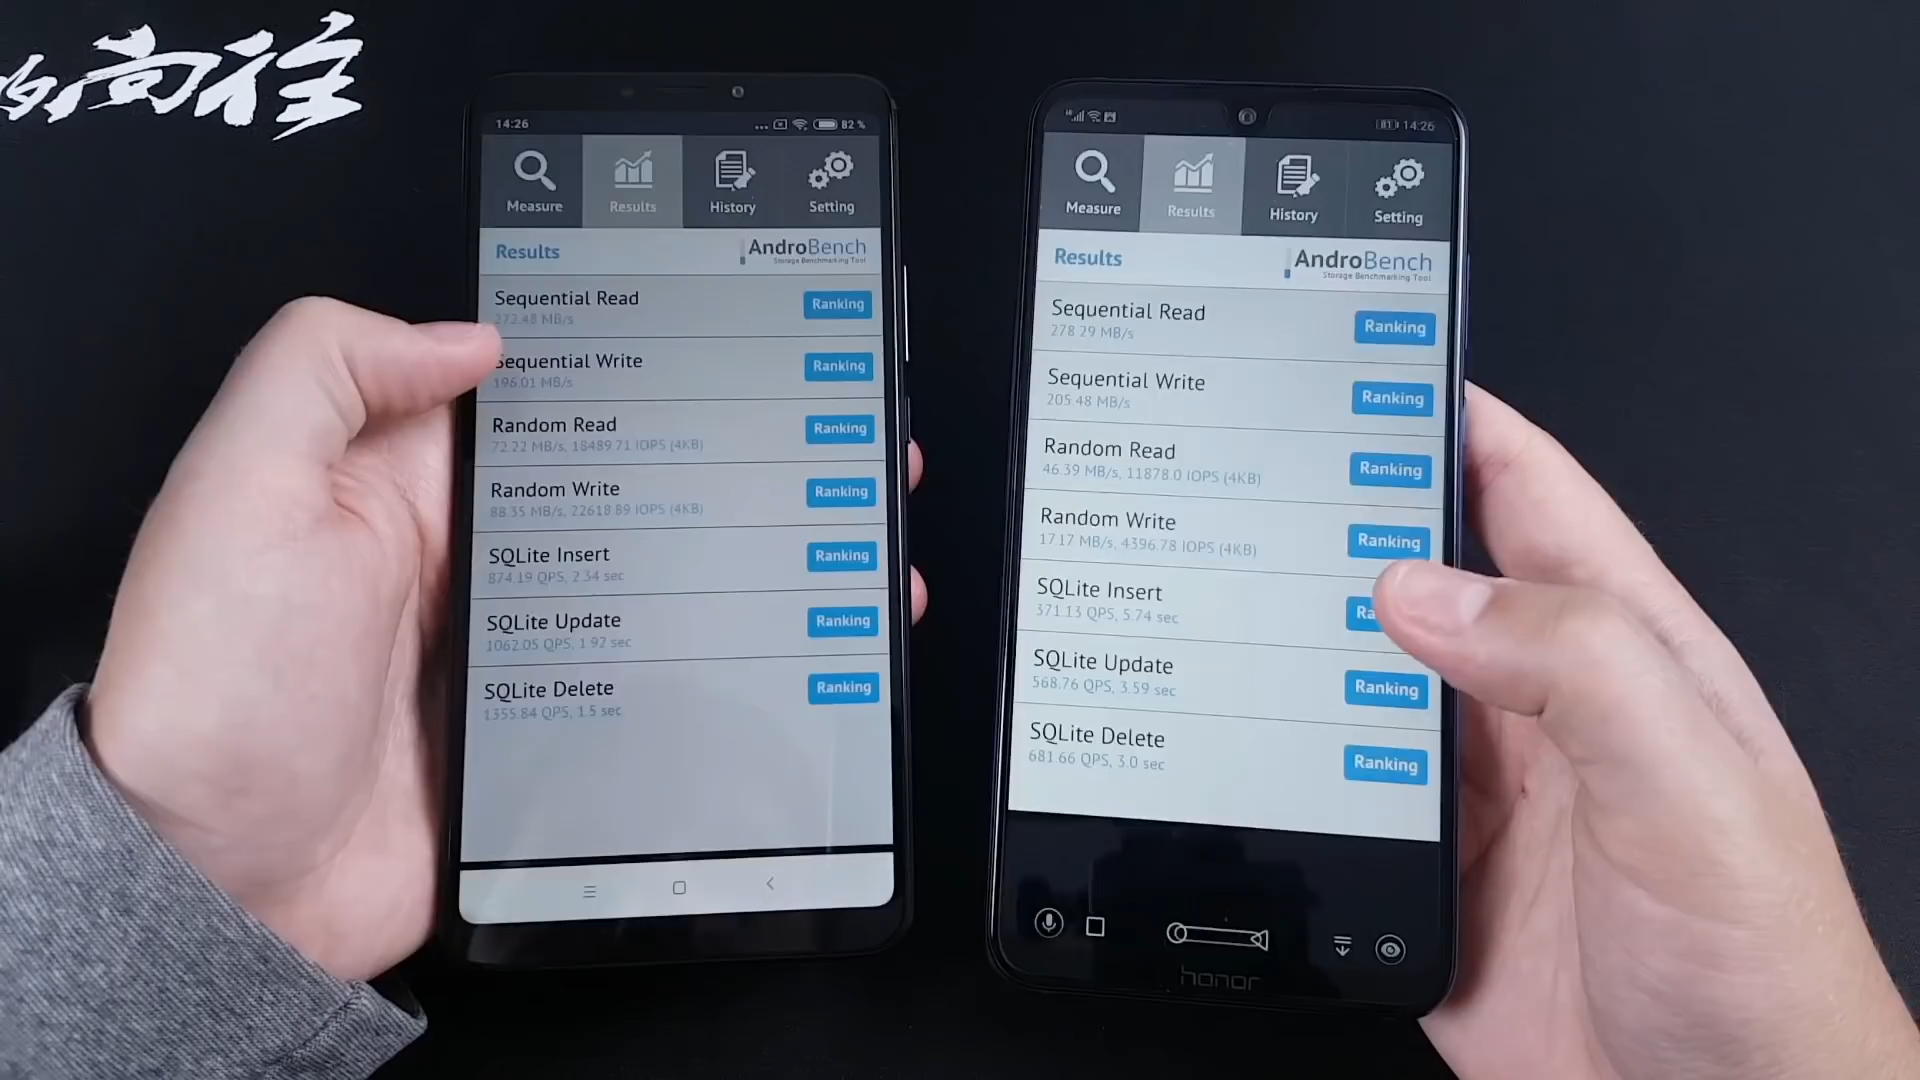 的向往
14:26
82 %
Measure
Results
History
Setting
Results
AndroBench
Storage Benchmarking Tool
Sequential Read
272.48 MB/s
Ranking
Sequential Write
196.01 MB/s
Ranking
Random Read
72.22 MB/s, 18489.71 IOPS (4KB)
Ranking
Random Write
88.35 MB/s, 22618.89 IOPS (4KB)
Ranking
SQLite Insert
874.19 QPS, 2.34 sec
Ranking
SQLite Update
1062.05 QPS, 1.92 sec
Ranking
SQLite Delete
1355.84 QPS, 1.5 sec
Ranking
81
14:26
Measure
Results
History
Setting
Results
AndroBench
Storage Benchmarking Tool
Sequential Read
278.29 MB/s
Ranking
Sequential Write
205.48 MB/s
Ranking
Random Read
46.39 MB/s, 11878.0 IOPS (4KB)
Ranking
Random Write
17.17 MB/s, 4396.78 IOPS (4KB)
Ranking
SQLite Insert
371.13 QPS, 5.74 sec
Ra
SQLite Update
568.76 QPS, 3.59 sec
Ranking
SQLite Delete
681.66 QPS, 3.0 sec
Ranking
honor